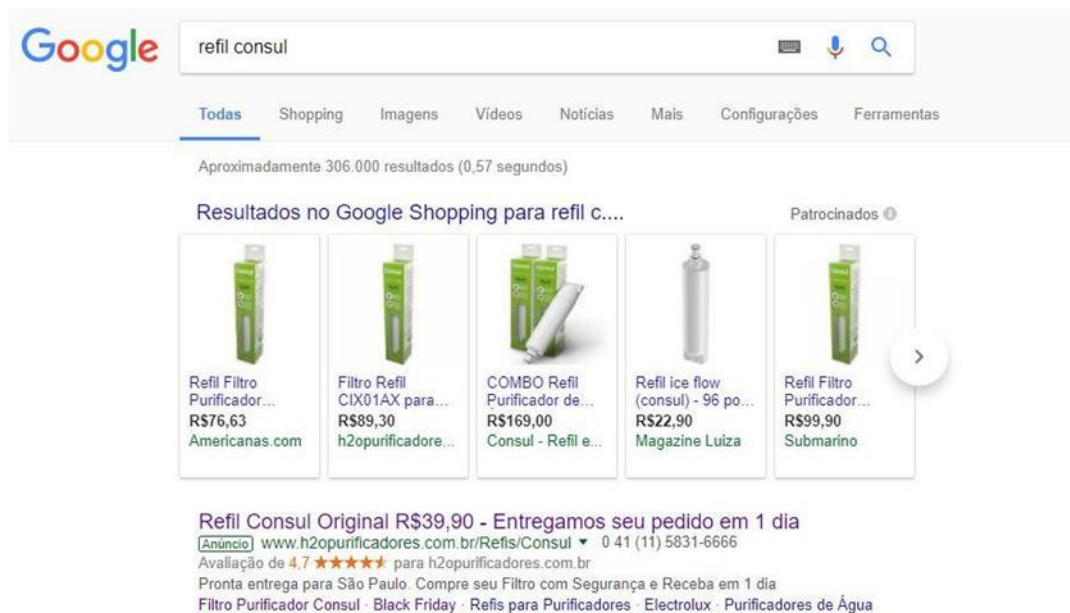 Google
refil consul
Todas Shopping Imagens Vídeos Notícias Mais Configurações Ferramentas
Aproximadamente 306.000 resultados (0,57 segundos)
Resultados no Google Shopping para refil c....
Patrocinados
Refil Filtro
Purificador...
R$76,63
Americanas.com
Filtro Refil
CIX01AX para...
R$89,30
h2opurificadore...
COMBO Refil
Purificador de...
R$169,00
Consul - Refil e...
Refil ice flow
(consul) - 96 po...
R$22,90
Magazine Luiza
Refil Filtro
Purificador...
R$99,90
Submarino
Refil Consul Original R$39,90 - Entregamos seu pedido em 1 dia
Anúncio www.h2opurificadores.com.br/Refis/Consul 0 41 (11) 5831-6666
Avaliação de 4,7 ★★★★★ para h2opurificadores.com.br
Pronta entrega para São Paulo. Compre seu Filtro com Segurança e Receba em 1 dia
Filtro Purificador Consul · Black Friday · Refis para Purificadores · Electrolux · Purificadores de Água